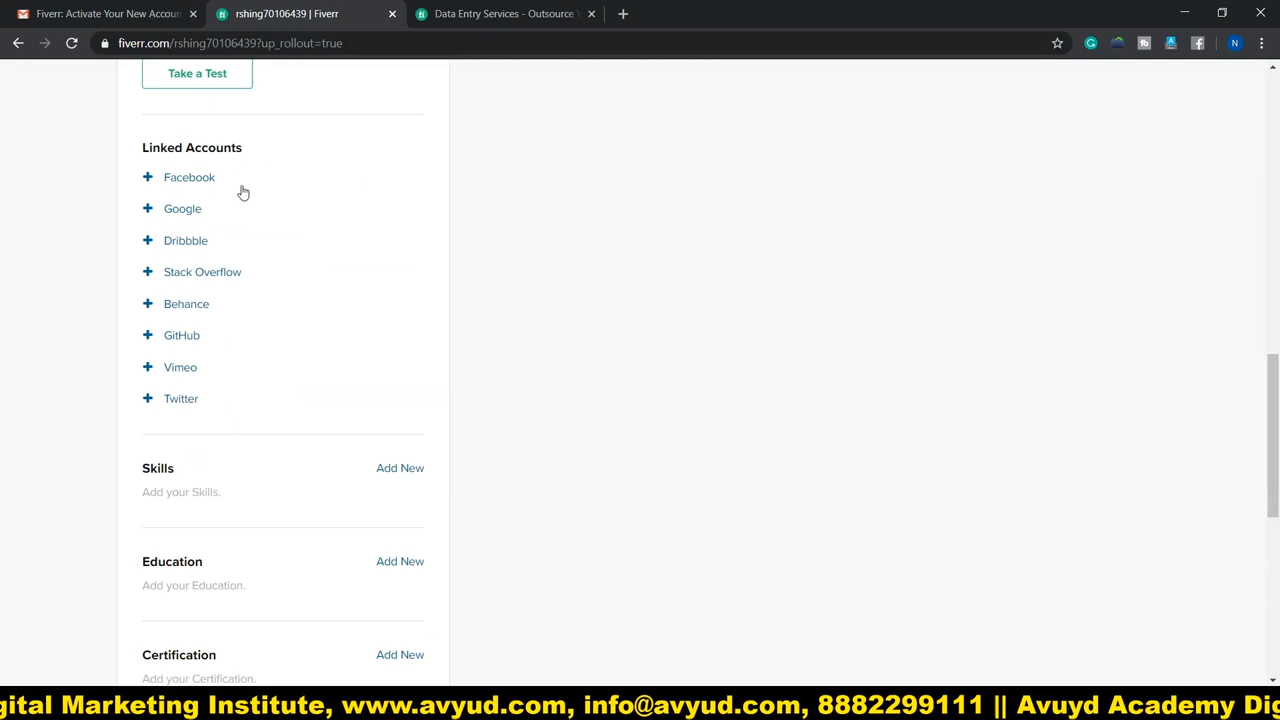 Fiverr: Activate Your New Accoun
rshing70106439 | Fiverr
Data Entry Services - Outsource
fiverr.com/rshing70106439?up_rollout=true
N
Take a Test
Linked Accounts
+ Facebook
+ Google
+ Dribbble
+ Stack Overflow
+ Behance
+ GitHub
+ Vimeo
+ Twitter
Skills
Add New
Add your Skills.
Education
Add New
Add your Education.
Certification
Add New
Add your Certification.
gital Marketing Institute, www.avyud.com, info@avyud.com, 8882299111 || Avuyd Academy Dig